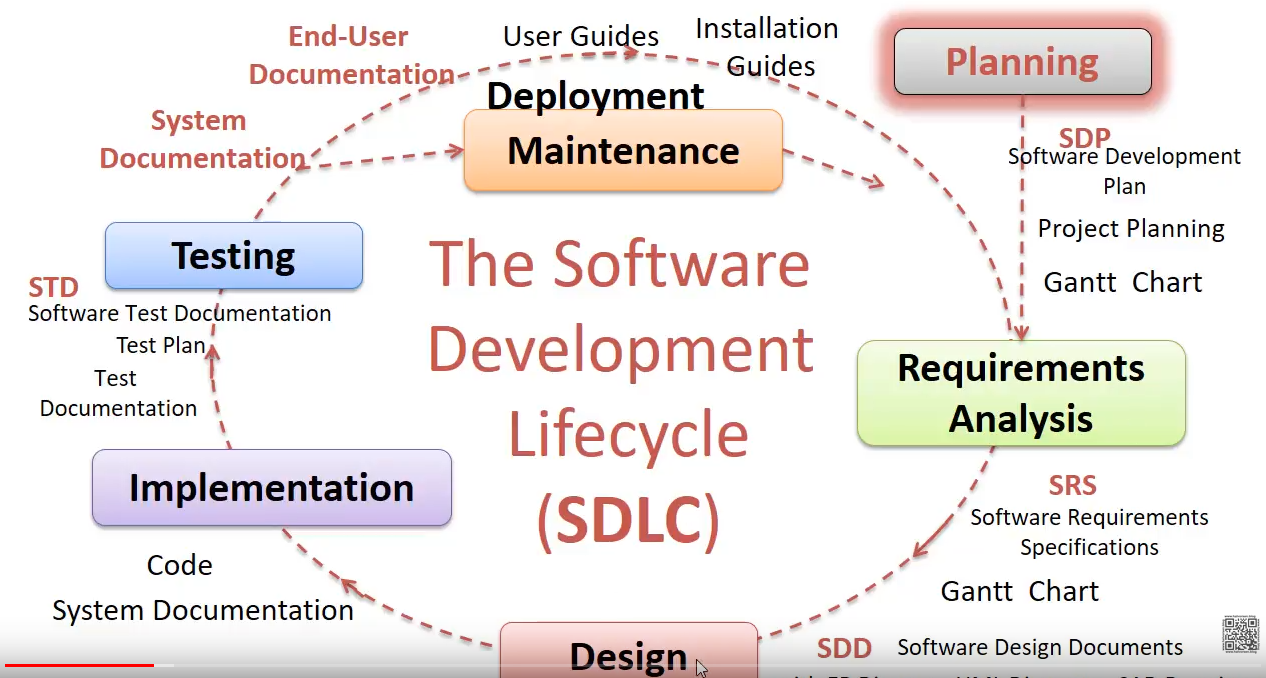 End-User
Documentation
User Guides
Installation
Guides
Planning
System
Documentation
Deployment
Maintenance
SDP
Software Development
Plan
Project Planning
Gantt Chart
Testing
The Software
Development
Lifecycle
(SDLC)
STD
Software Test Documentation
Test Plan
Test
Documentation
Requirements
Analysis
Implementation
SRS
Software Requirements
Specifications
Gantt Chart
Code
System Documentation
Design
SDD Software Design Documents